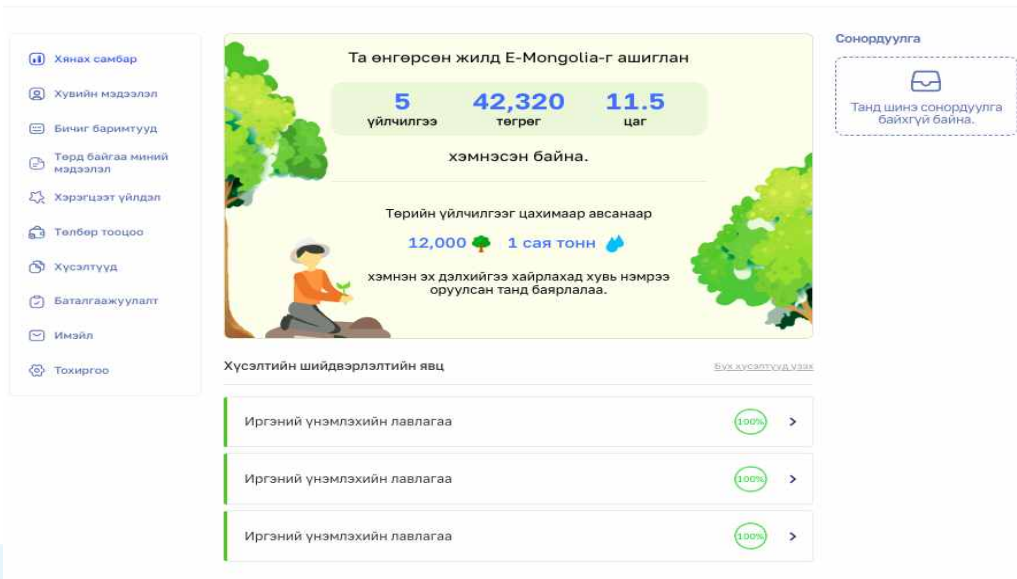 Хянах самбар
Хувийн мэдээлэл
Бичиг баримтууд
Төрд байгаа миний
мэдээлэл
Хэрэгцээт үйлдэл
Төлбөр тооцоо
Хүсэлтүүд
Баталгаажуулалт
Имэйл
Тохиргоо
Та өнгөрсөн жилд E-Mongolia-г ашиглан
5 42,320 11.5
үйлчилгээ төгрөг цаг
хэмнэсэн байна.
Төрийн үйлчилгээг цахимаар авсанаар
12,000 1 сая тонн
хэмнэн эх дэлхийгээ хайрлахад хувь нэмрээ
оруулсан танд баярлалаа.
Хүсэлтийн шийдвэрлэлтийн явц
Бүх хүсэлтүүд үзэх
Иргэний үнэмлэхийн лавлагаа 100%
Иргэний үнэмлэхийн лавлагаа 100%
Иргэний үнэмлэхийн лавлагаа 100%
Сонордуулга
Танд шинэ сонордуулга
байхгүй байна.